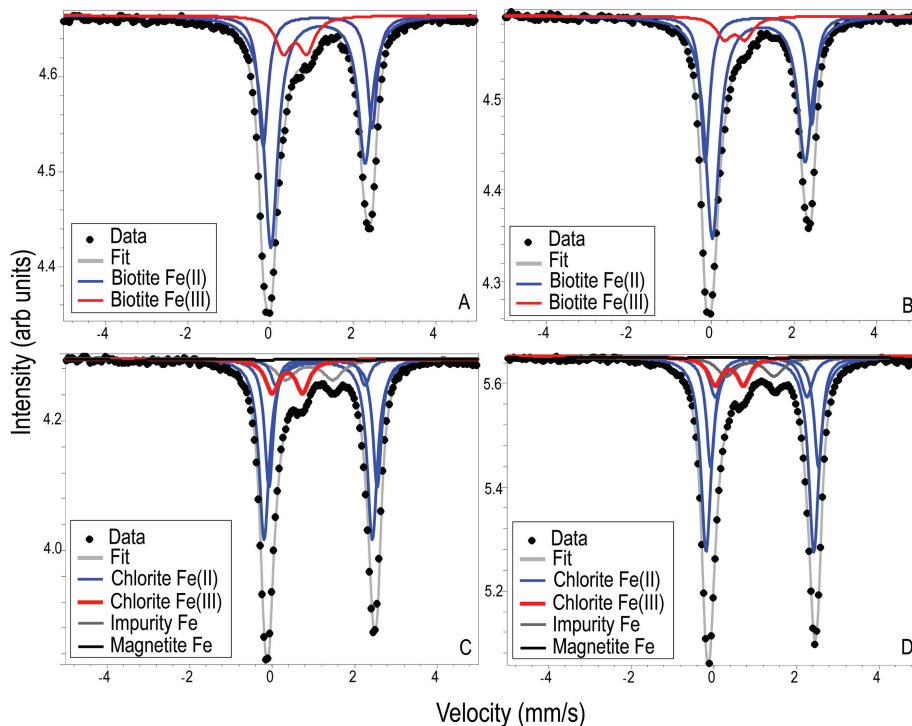 4.6
4.5
4.4
Data
Fit
Biotite Fe(II)
Biotite Fe(III)
A
-4 -2 0 2 4
4.5
4.4
4.3
Data
Fit
Biotite Fe(II)
Biotite Fe(III)
B
-4 -2 0 2 4
Intensity (arb units)
4.2
4.0
Data
Fit
Chlorite Fe(II)
Chlorite Fe(III)
Impurity Fe
Magnetite Fe
C
-4 -2 0 2 4
5.6
5.4
5.2
Data
Fit
Chlorite Fe(II)
Chlorite Fe(III)
Impurity Fe
Magnetite Fe
D
-4 -2 0 2 4
Velocity (mm/s)